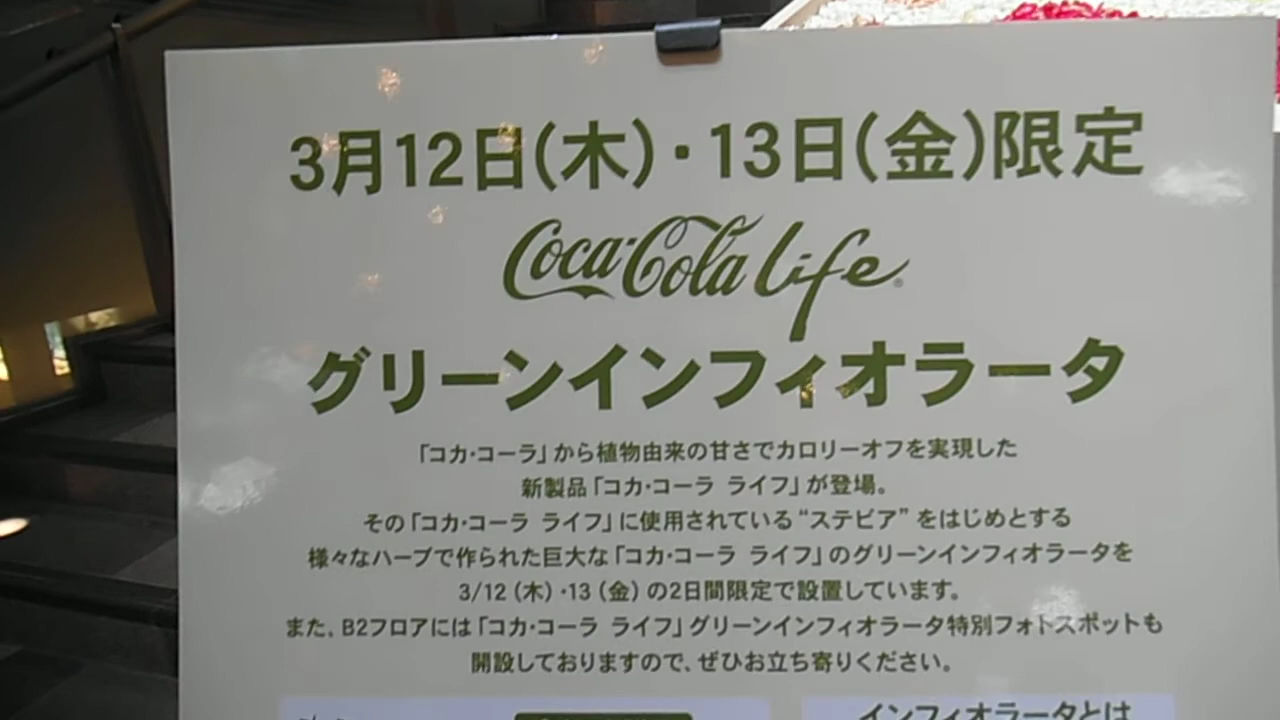 3月12日(木)・13日(金)限定
Coca-Cola Life
グリーンインフィオラータ
「コカ・コーラ」から植物由来の甘さでカロリーオフを実現した
新製品「コカ・コーラ ライフ」が登場。
その「コカ・コーラ ライフ」に使用されている“ステビア”をはじめとする
様々なハーブで作られた巨大な「コカ・コーラ ライフ」のグリーンインフィオラータを
3/12(木)・13(金)の2日間限定で設置しています。
また、B2フロアには「コカ・コーラ ライフ」グリーンインフィオラータ特別フォトスポットも
開設しておりますので、ぜひお立ち寄りください。
インフィオラータとは